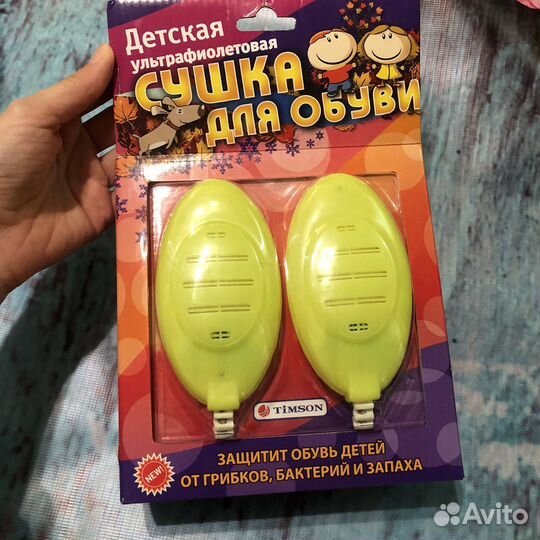 Детская
ультрафиолетовая
СУШКА
ДЛЯ ОБУВИ
TiMSON
NEW!
ЗАЩИТИТ ОБУВЬ ДЕТЕЙ
ОТ ГРИБКОВ, БАКТЕРИЙ И ЗАПАХА
Avito